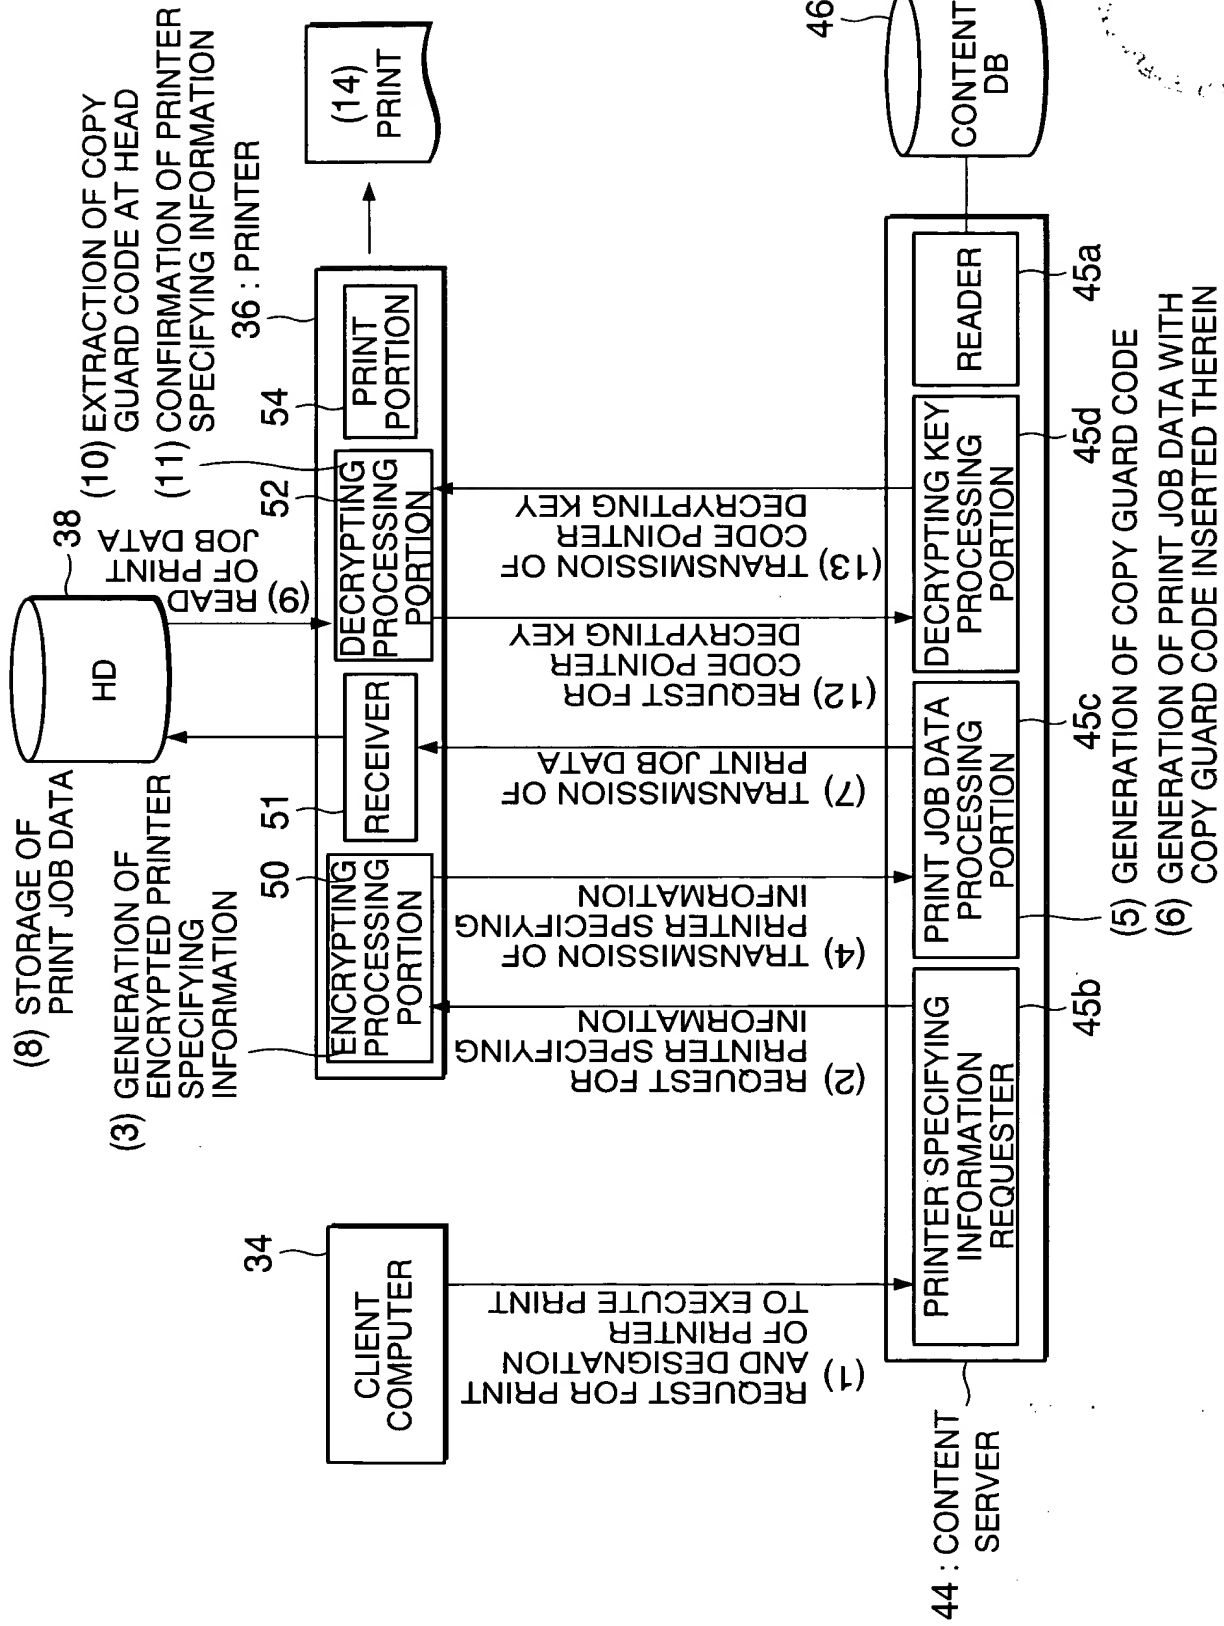 (8) STORAGE OF
PRINT JOB DATA
(3) GENERATION OF
ENCRYPTED PRINTER
SPECIFYING
INFORMATION
HD
38
(9) READ
OF PRINT
JOB DATA
(10) EXTRACTION OF COPY
GUARD CODE AT HEAD
(11) CONFIRMATION OF PRINTER
SPECIFYING INFORMATION
36 : PRINTER
34
CLIENT
COMPUTER
50
ENCRYPTING
PROCESSING
PORTION
51
RECEIVER
52
DECRYPTING
PROCESSING
PORTION
54
PRINT
PORTION
(14)
PRINT
(1) REQUEST FOR PRINT
AND DESIGNATION
OF PRINTER
TO EXECUTE PRINT
(2) REQUEST FOR
PRINTER SPECIFYING
INFORMATION
(4) TRANSMISSION OF
PRINTER SPECIFYING
INFORMATION
(7) TRANSMISSION OF
PRINT JOB DATA
(12) REQUEST FOR
CODE POINTER
DECRYPTING KEY
(13) TRANSMISSION OF
CODE POINTER
DECRYPTING KEY
44 : CONTENT
SERVER
PRINTER SPECIFYING
INFORMATION
REQUESTER
45b
PRINT JOB DATA
PROCESSING
PORTION
45c
DECRYPTING KEY
PROCESSING
PORTION
45d
READER
45a
46
CONTENT
DB
(5) GENERATION OF COPY GUARD CODE
(6) GENERATION OF PRINT JOB DATA WITH
COPY GUARD CODE INSERTED THEREIN